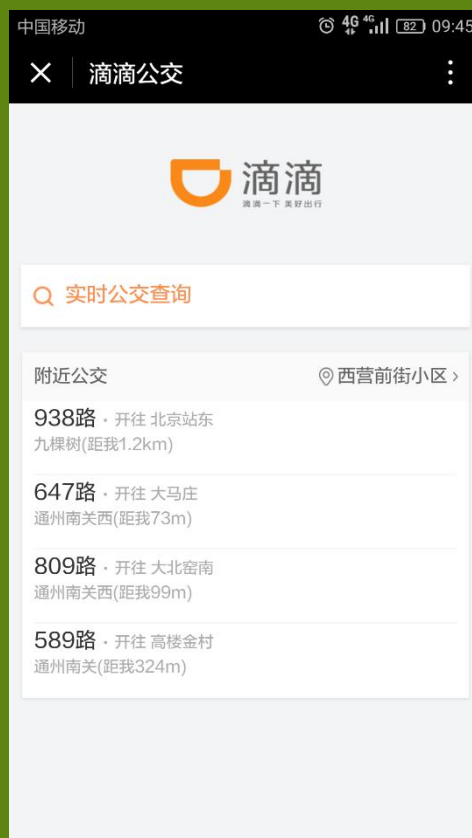 中国移动 4G 4G 82 09:45
滴滴公交
滴滴
滴滴一下 美好出行
实时公交查询
附近公交 西营前街小区 >
938路 · 开往 北京站东
九棵树(距我1.2km)
647路 · 开往 大马庄
通州南关西(距我73m)
809路 · 开往 大北窑南
通州南关西(距我99m)
589路 · 开往 高楼金村
通州南关(距我324m)